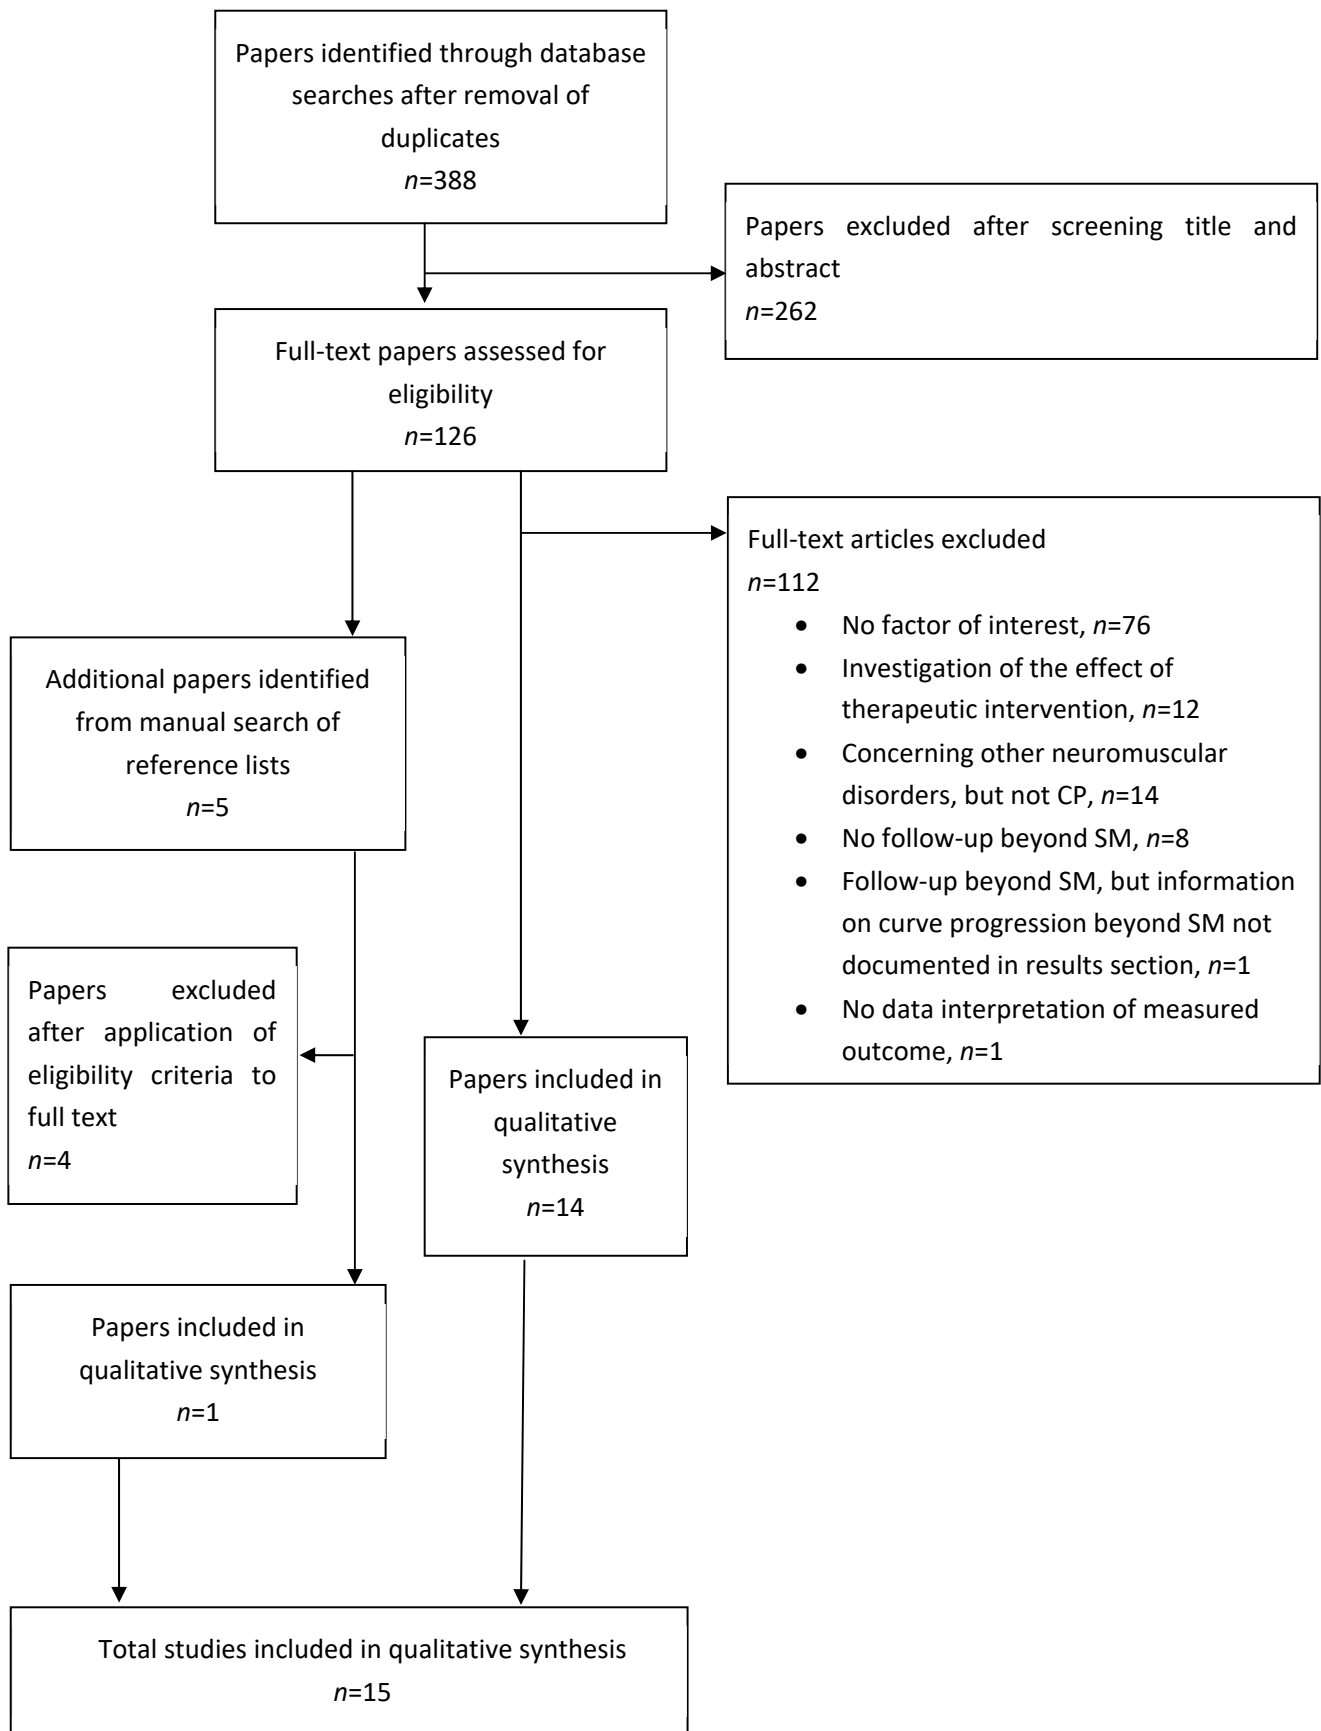 Papers identified through database
searches after removal of
duplicates
n=388
Papers excluded after screening title and
abstract
n=262
Full-text papers assessed for
eligibility
n=126
Full-text articles excluded
n=112
• No factor of interest, n=76
• Investigation of the effect of
therapeutic intervention, n=12
• Concerning other neuromuscular
disorders, but not CP, n=14
• No follow-up beyond SM, n=8
• Follow-up beyond SM, but information
on curve progression beyond SM not
documented in results section, n=1
• No data interpretation of measured
outcome, n=1
Additional papers identified
from manual search of
reference lists
n=5
Papers excluded
after application of
eligibility criteria to
full text
n=4
Papers included in
qualitative
synthesis
n=14
Papers included in
qualitative synthesis
n=1
Total studies included in qualitative synthesis
n=15